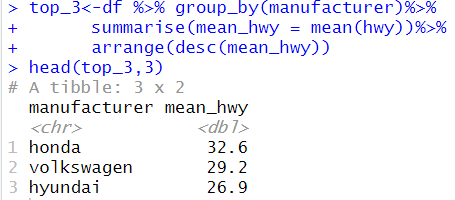 > top_3<-df %>% group_by(manufacturer)%>%
+ summarise(mean_hwy = mean(hwy))%>%
+ arrange(desc(mean_hwy))
> head(top_3,3)
# A tibble: 3 x 2
manufacturer mean_hwy
<chr> <dbl>
1 honda 32.6
2 volkswagen 29.2
3 hyundai 26.9